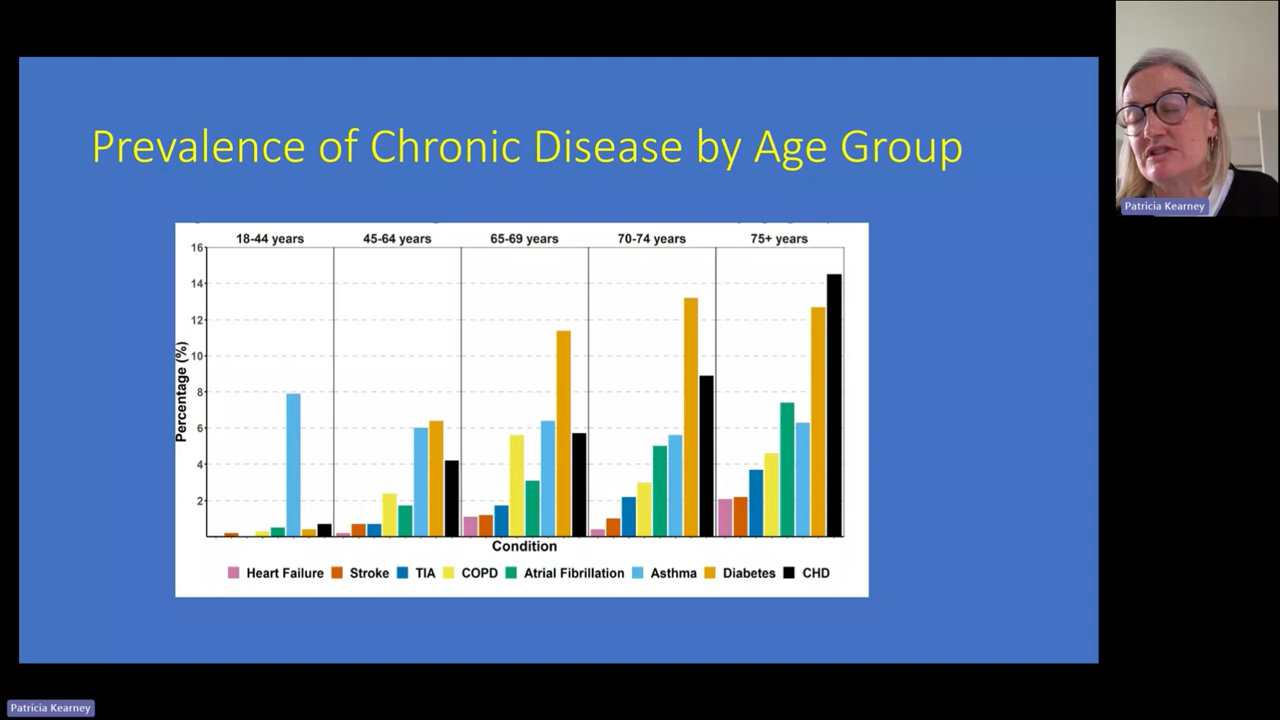 Prevalence of Chronic Disease by Age Group
18-44 years 45-64 years 65-69 years 70-74 years 75+ years
16
14
12
10
8
6
4
2
Percentage (%)
Condition
Heart Failure Stroke TIA COPD Atrial Fibrillation Asthma Diabetes CHD
Patricia Kearney
Patricia Kearney